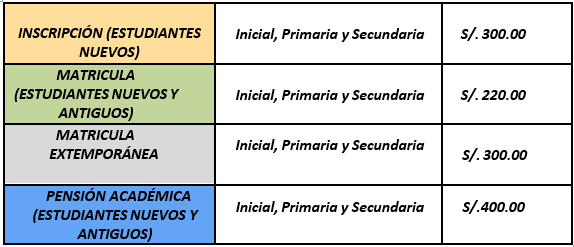 INSCRIPCIÓN (ESTUDIANTES
NUEVOS)
Inicial, Primaria y Secundaria
S/. 300.00
MATRICULA
(ESTUDIANTES NUEVOS Y
ANTIGUOS)
Inicial, Primaria y Secundaria
S/. 220.00
MATRICULA
EXTEMPORÁNEA
Inicial, Primaria y Secundaria
S/. 300.00
PENSIÓN ACADÉMICA
(ESTUDIANTES NUEVOS Y
ANTIGUOS)
Inicial, Primaria y Secundaria
S/.400.00